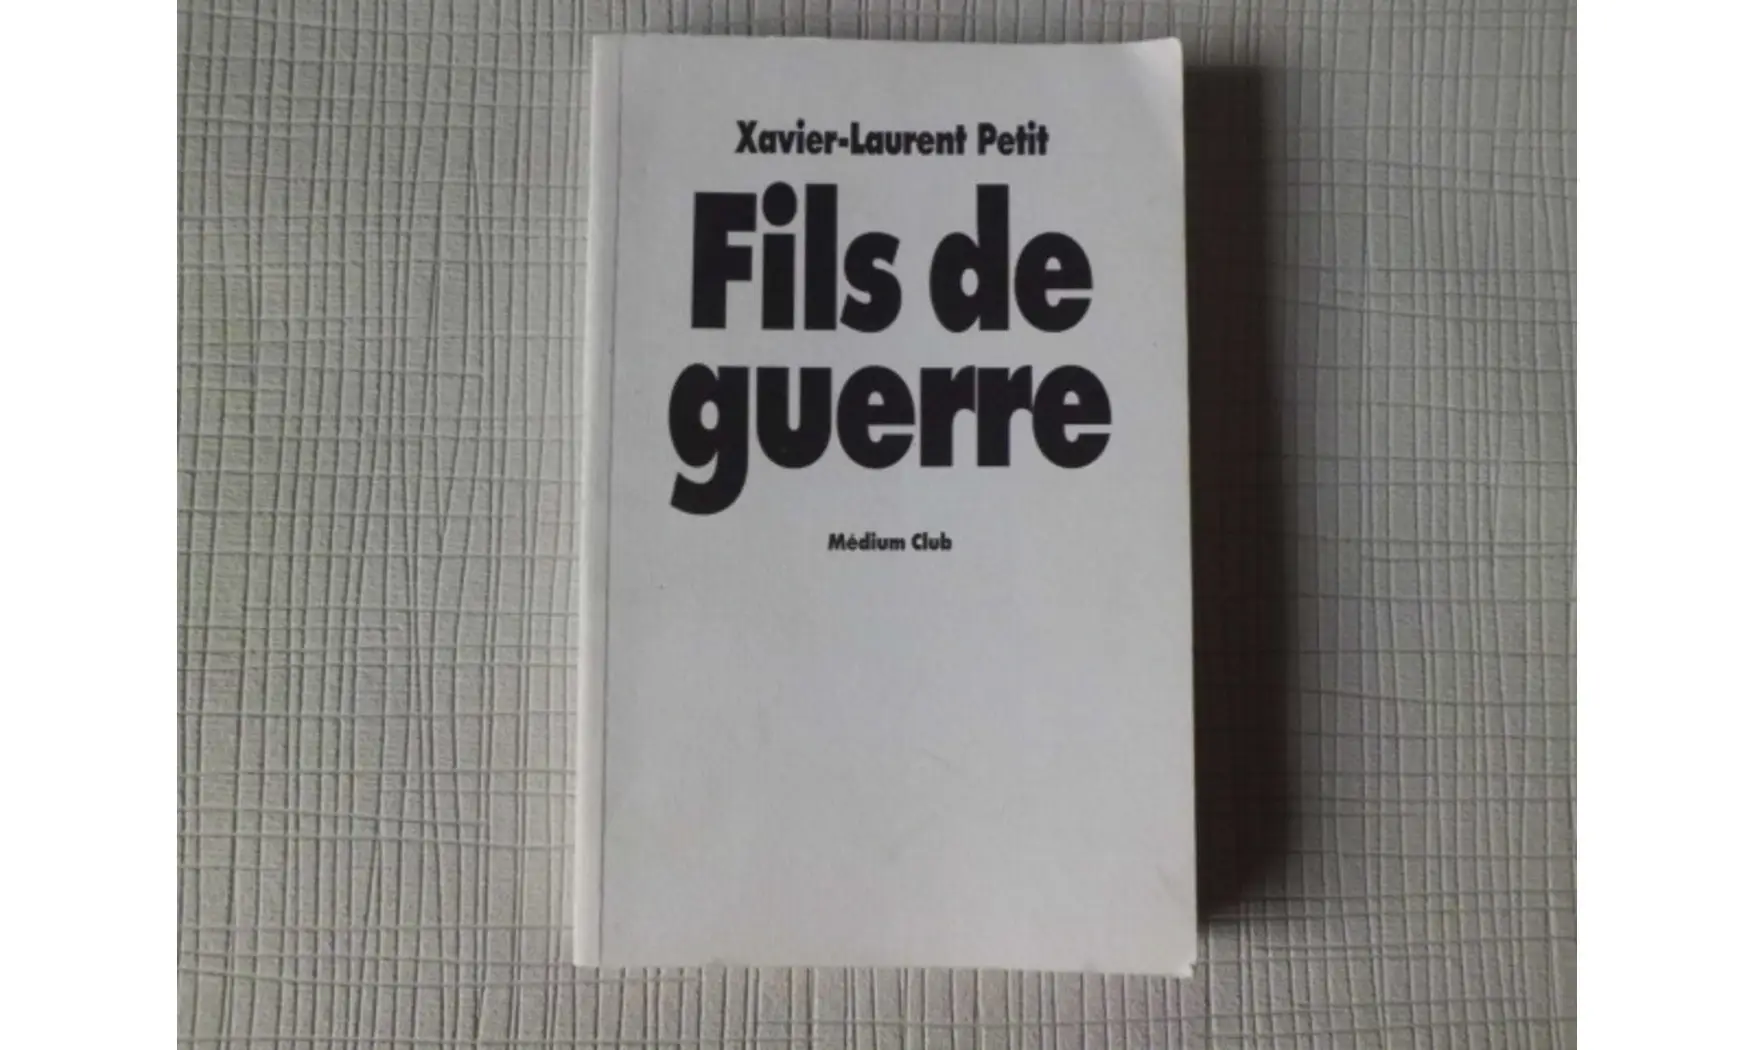 Xavier-Laurent Petit
Fils de
guerre
Médium Club